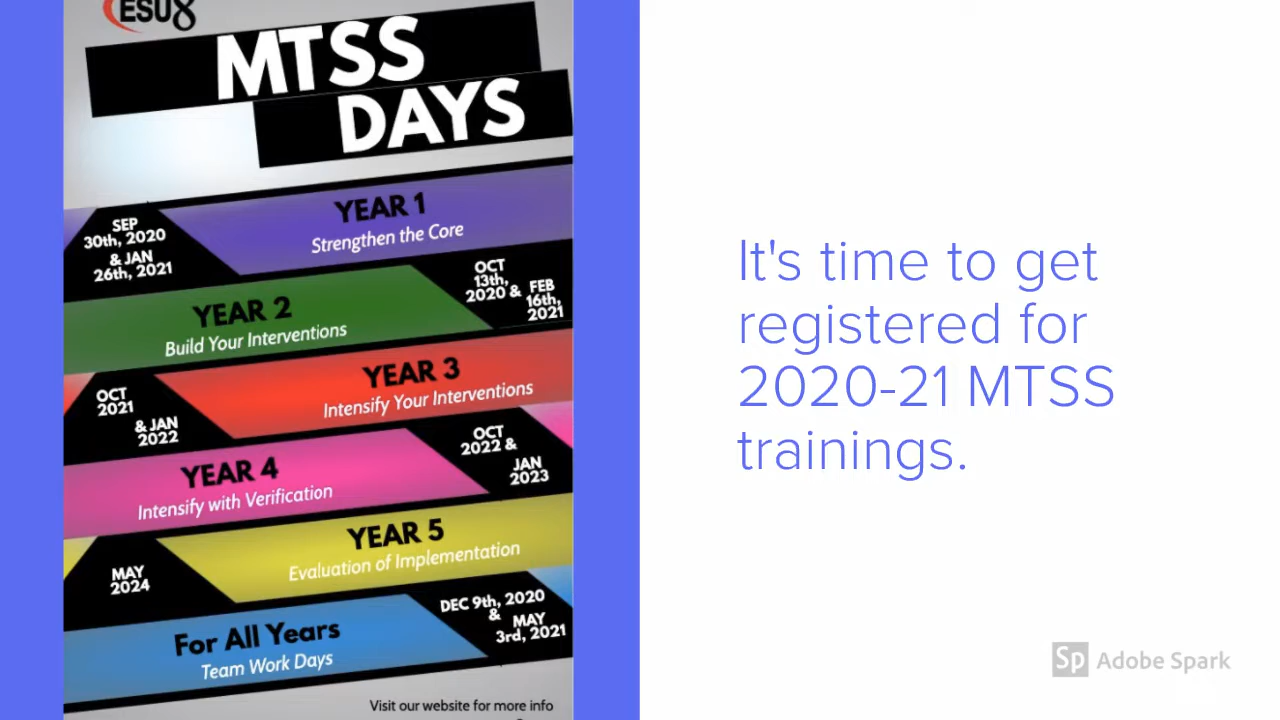 ESU8
MTSS
DAYS
YEAR 1
Strengthen the Core
SEP
30th, 2020
& JAN
26th, 2021
YEAR 2
Build Your Interventions
OCT
13th,
2020 & FEB
16th,
2021
YEAR 3
Intensify Your Interventions
OCT
2021
& JAN
2022
YEAR 4
Intensify with Verification
OCT
2022 &
JAN
2023
YEAR 5
Evaluation of Implementation
MAY
2024
For All Years
Team Work Days
DEC 9th, 2020
&
MAY
3rd, 2021
Visit our website for more info
It's time to get
registered for
2020-21 MTSS
trainings.
Sp Adobe Spark